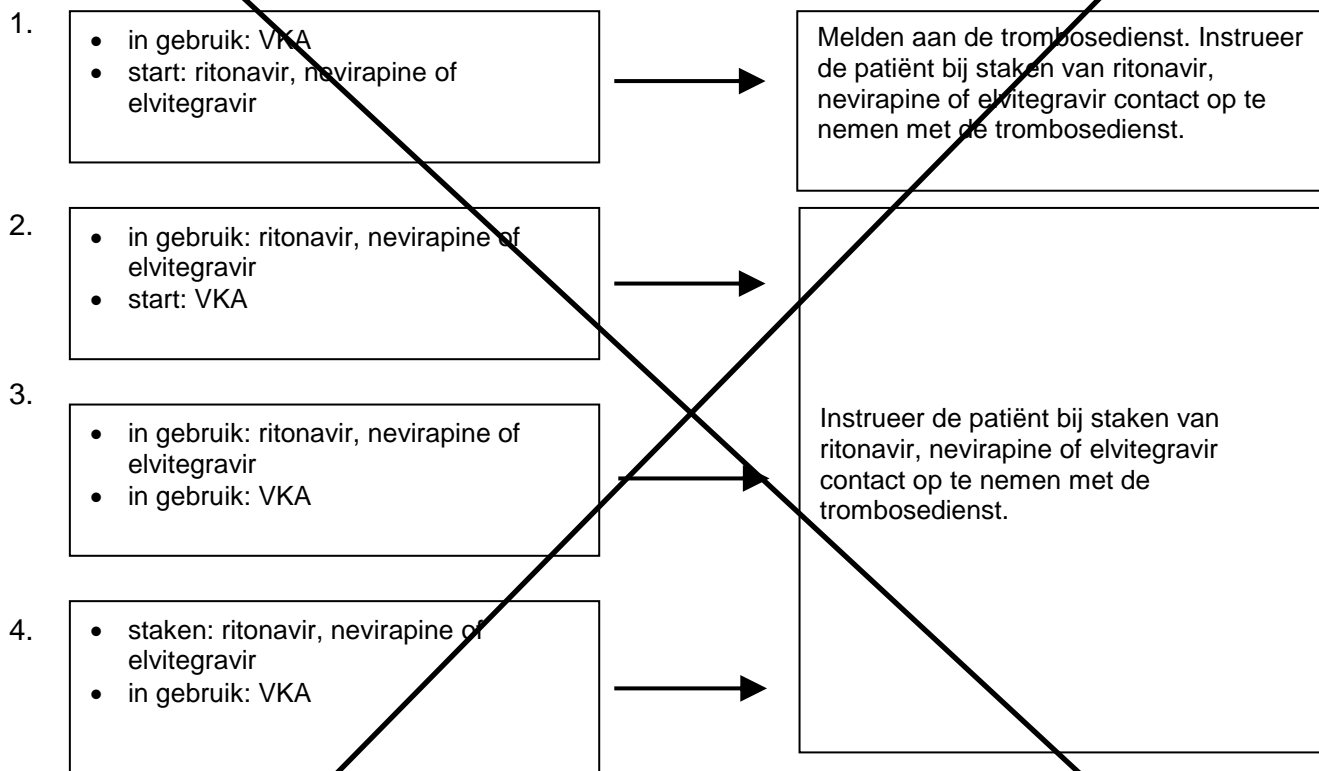 1.
• in gebruik: VKA
• start: ritonavir, nevirapine of
elvitegravir
Melden aan de trombosedienst. Instrueer
de patiënt bij staken van ritonavir,
nevirapine of elvitegravir contact op te
nemen met de trombosedienst.
2.
• in gebruik: ritonavir, nevirapine of
elvitegravir
• start: VKA
3.
• in gebruik: ritonavir, nevirapine of
elvitegravir
• in gebruik: VKA
Instrueer de patiënt bij staken van
ritonavir, nevirapine of elvitegravir
contact op te nemen met de
trombosedienst.
4.
• staken: ritonavir, nevirapine of
elvitegravir
• in gebruik: VKA